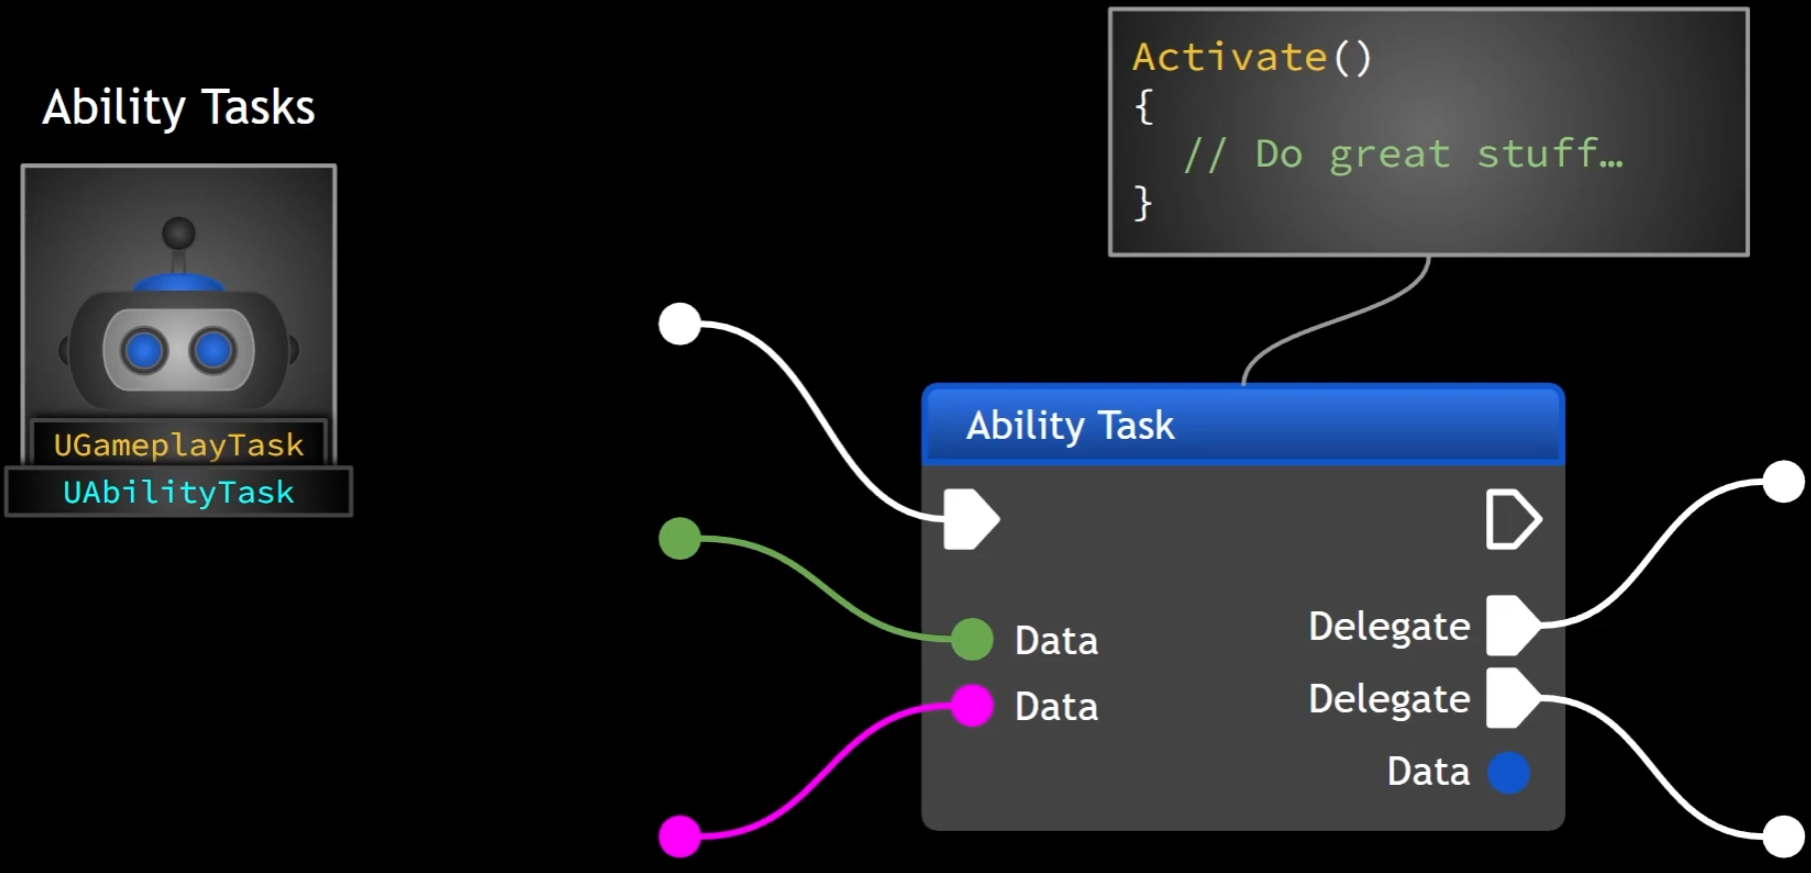 Ability Tasks
UGameplayTask
UAbilityTask
Activate()
{
// Do great stuff…
}
Ability Task
Data
Data
Delegate
Delegate
Data